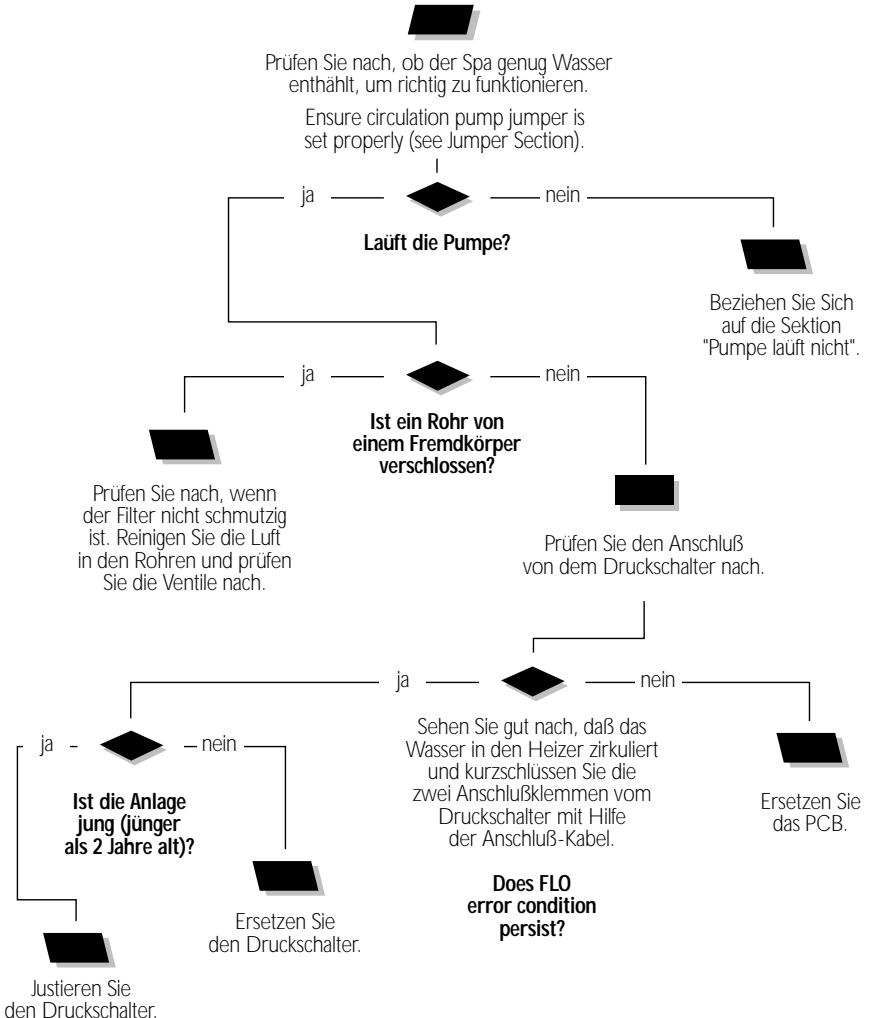 Prüfen Sie nach, ob der Spa genug Wasser
enthählt, um richtig zu funktionieren.
Ensure circulation pump jumper is
set properly (see Jumper Section).
ja
nein
Laüft die Pumpe?
Beziehen Sie Sich
auf die Sektion
"Pumpe laüft nicht".
ja
nein
Ist ein Rohr von
einem Fremdkörper
verschlossen?
Prüfen Sie nach, wenn
der Filter nicht schmutzig
ist. Reinigen Sie die Luft
in den Rohren und prüfen
Sie die Ventile nach.
Prüfen Sie den Anschluß
von dem Druckschalter nach.
ja
nein
Sehen Sie gut nach, daß das
Wasser in den Heizer zirkuliert
und kurzschlüssen Sie die
zwei Anschlußklemmen vom
Druckschalter mit Hilfe
der Anschluß-Kabel.
Does FLO
error condition
persist?
Ersetzen Sie
das PCB.
ja
nein
Ist die Anlage
jung (jünger
als 2 Jahre alt)?
Ersetzen Sie
den Druckschalter.
Justieren Sie
den Druckschalter.